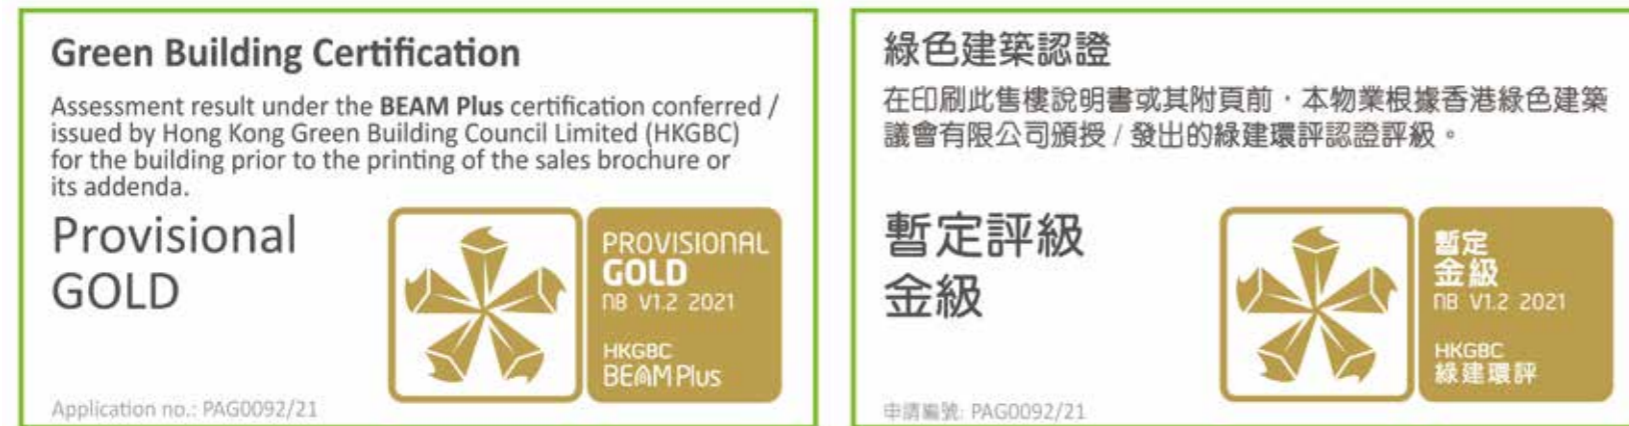 Green Building Certification
Assessment result under the BEAM Plus certification conferred /
issued by Hong Kong Green Building Council Limited (HKGBC)
for the building prior to the printing of the sales brochure or
its addenda.
Provisional
GOLD
PROVISIONAL
GOLD
NB V1.2 2021
HKGBC
BEAM Plus
Application no.: PAG0092/21
綠色建築認證
在印刷此售樓說明書或其附頁前，本物業根據香港綠色建築
議會有限公司頒授 / 發出的綠建環評認證評級。
暫定評級
金級
暫定
金級
NB V1.2 2021
HKGBC
綠建環評
申請編號: PAG0092/21